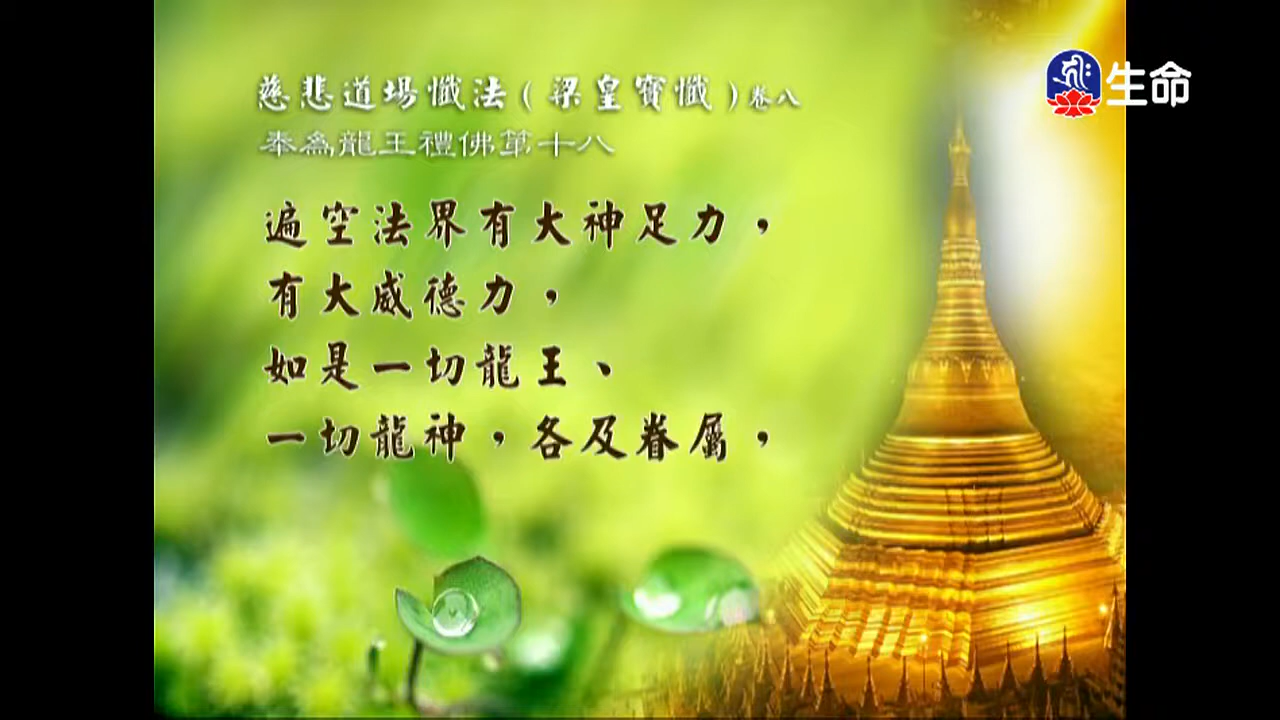 慈悲道場懺法（梁皇寶懺）卷八
生命
奉為龍王禮佛第十八
遍空法界有大神足力，
有大威德力，
如是一切龍王、
一切龍神，各及眷屬，